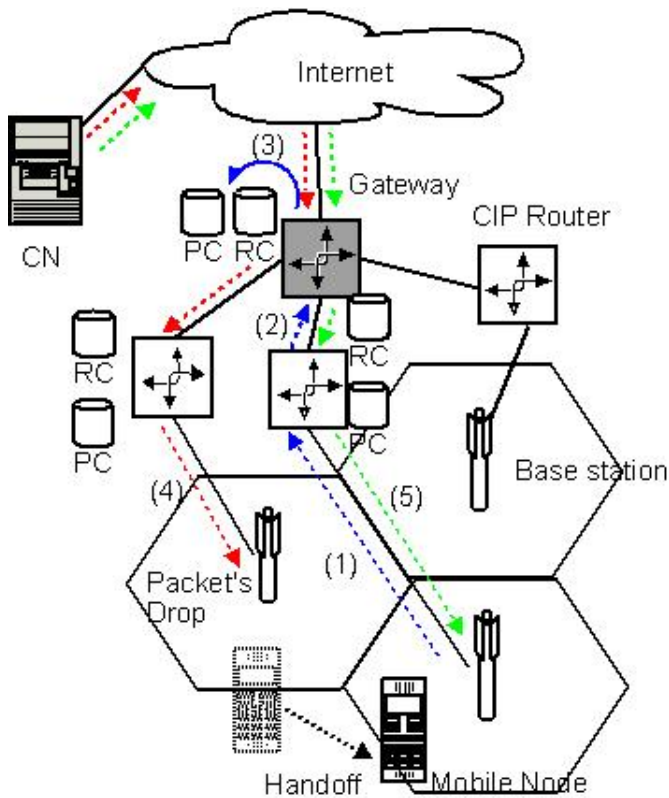 Internet
(3)
Gateway
CIP Router
PC
RC
CN
(2)
RC
RC
PC
PC
Base station
(4)
(5)
(1)
Packet's
Drop
Handoff
Mobile Node